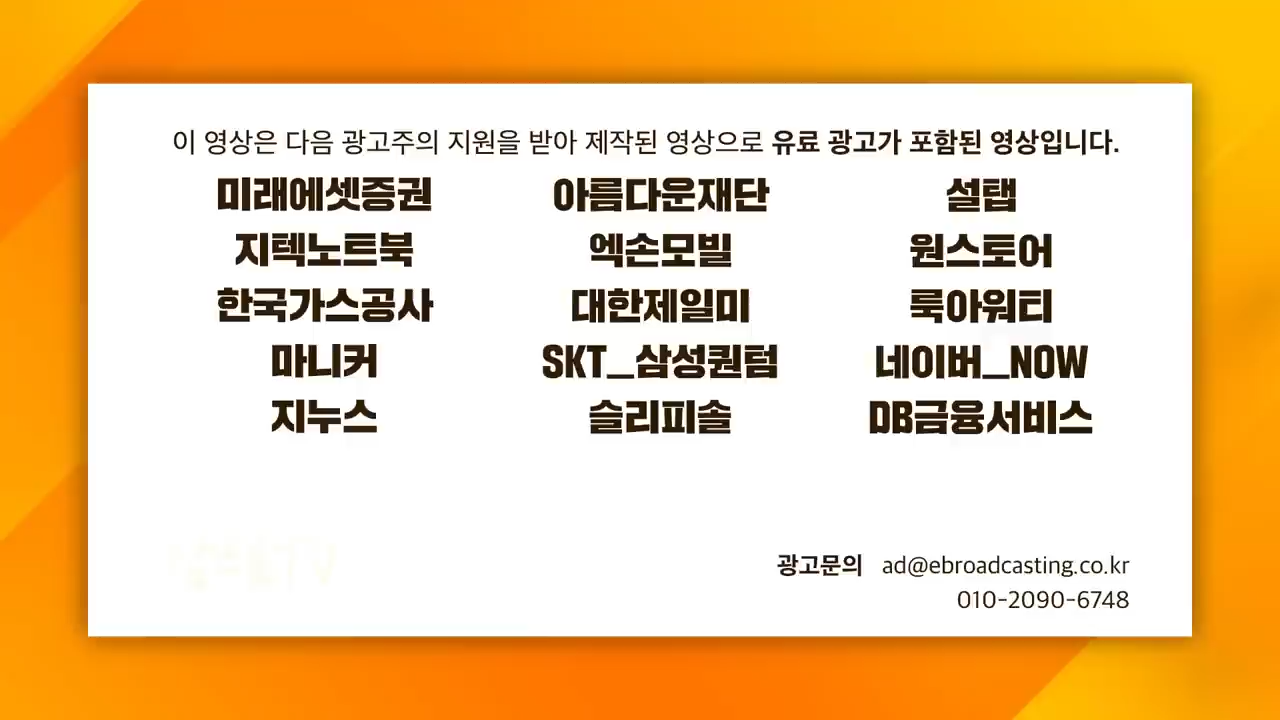 이 영상은 다음 광고주의 지원을 받아 제작된 영상으로 유료 광고가 포함된 영상입니다.
미래에셋증권 아름다운재단 설탭
지텍노트북 엑손모빌 원스토어
한국가스공사 대한제일미 룩아워티
마니커 SKT_삼성퀀텀 네이버_NOW
지누스 슬리피솔 DB금융서비스
광고문의 ad@ebroadcasting.co.kr
010-2090-6748